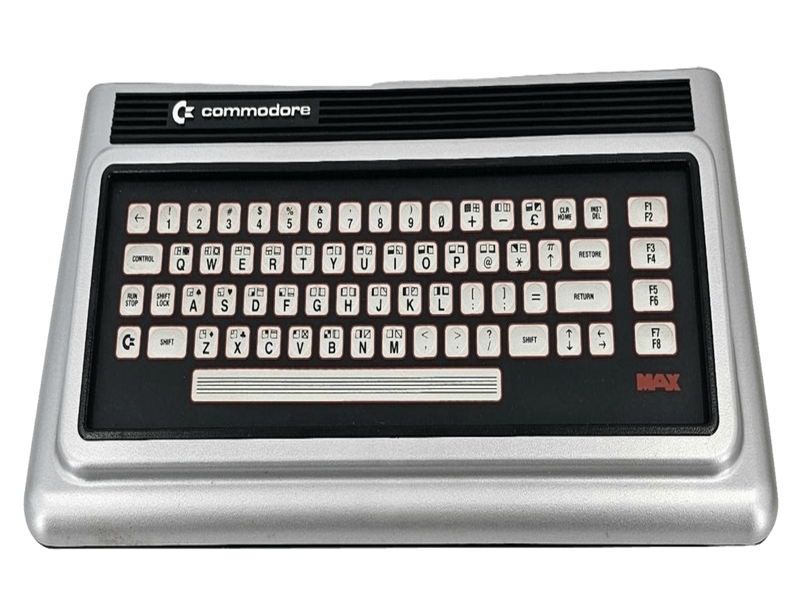 commodore
← ! 1 " 2 # 3 $ 4 % 5 & 6 ' 7 ( 8 ) 9 0 + - £ CLR HOME INST DEL F1 F2
CONTROL Q W E R T Y U I O P @ * π ↑ RESTORE F3 F4
RUN STOP SHIFT LOCK A S D F G H J K L [ : ] ; = RETURN F5 F6
SHIFT Z X C V B N M < , > . ? / SHIFT ↑ ↓ ← → F7 F8
MAX